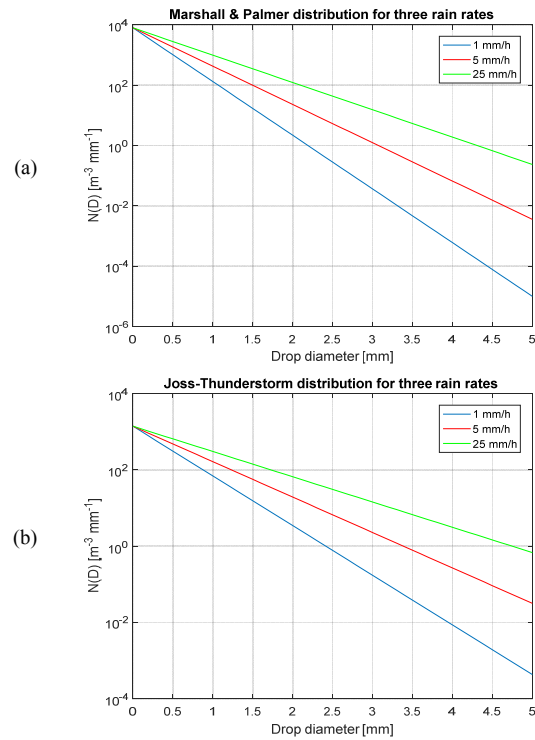 (a)
Marshall & Palmer distribution for three rain rates
10^4
10^2
10^0
10^-2
10^-4
10^-6
N(D) [m^-3 mm^-1]
1 mm/h
5 mm/h
25 mm/h
0 0.5 1 1.5 2 2.5 3 3.5 4 4.5 5
Drop diameter [mm]
(b)
Joss-Thunderstorm distribution for three rain rates
10^4
10^2
10^0
10^-2
10^-4
N(D) [m^-3 mm^-1]
1 mm/h
5 mm/h
25 mm/h
0 0.5 1 1.5 2 2.5 3 3.5 4 4.5 5
Drop diameter [mm]